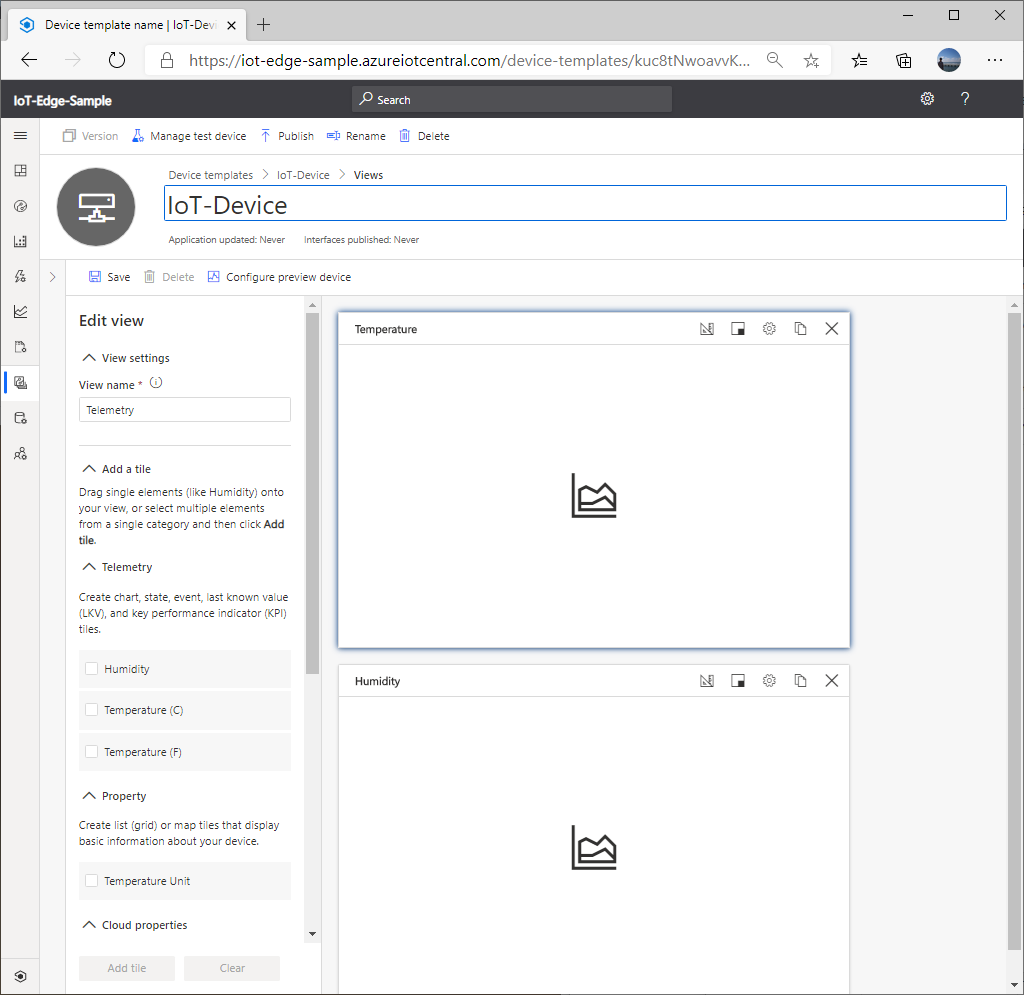 Device template name | IoT-Devi
https://iot-edge-sample.azureiotcentral.com/device-templates/kuc8tNwoavvK...
IoT-Edge-Sample
Search
?
Version Manage test device Publish Rename Delete
Device templates > IoT-Device > Views
IoT-Device
Application updated: Never Interfaces published: Never
Save Delete Configure preview device
Edit view
View settings
View name *
Telemetry
Add a tile
Drag single elements (like Humidity) onto
your view, or select multiple elements
from a single category and then click Add
tile.
Telemetry
Create chart, state, event, last known value
(LKV), and key performance indicator (KPI)
tiles.
Humidity
Temperature (C)
Temperature (F)
Property
Create list (grid) or map tiles that display
basic information about your device.
Temperature Unit
Cloud properties
Add tile Clear
Temperature
Humidity